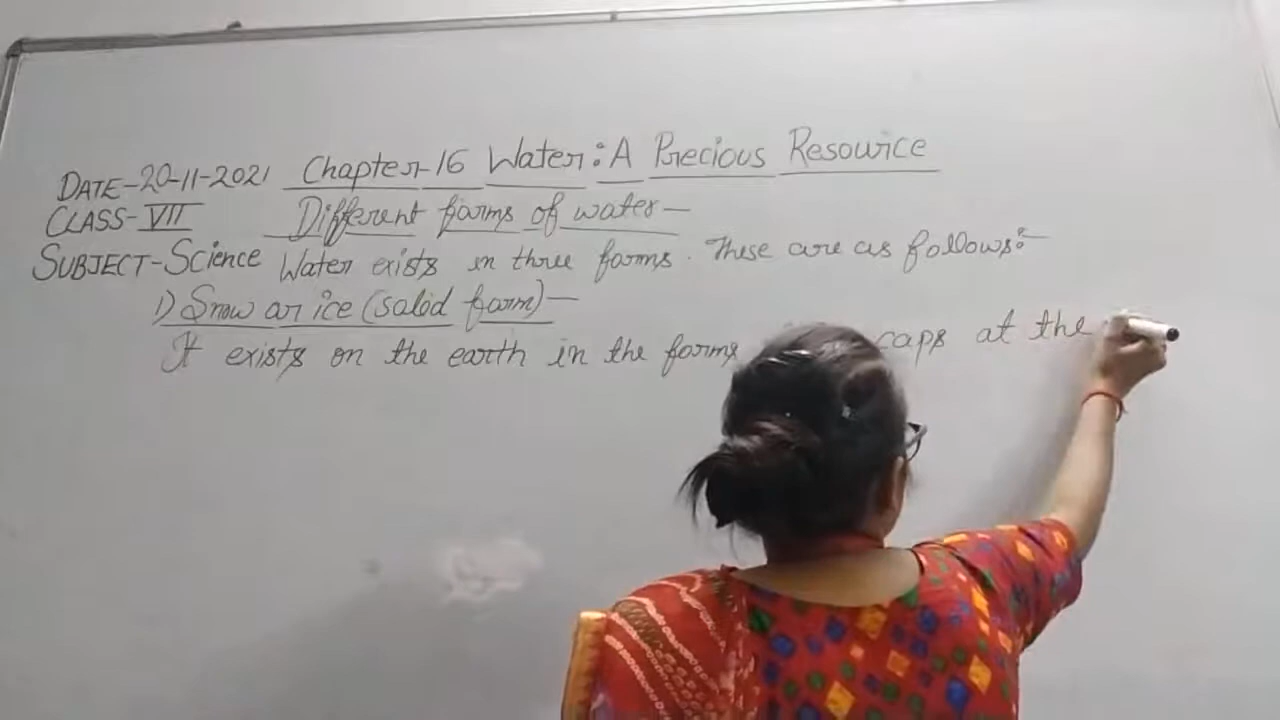 DATE-20-11-2021 Chapter-16 Water: A Precious Resource
CLASS-VII Different forms of water-
SUBJECT-Science Water exists in three forms. These are as follows:-
1) Snow or ice (solid form)-
It exists on the earth in the forms caps at the